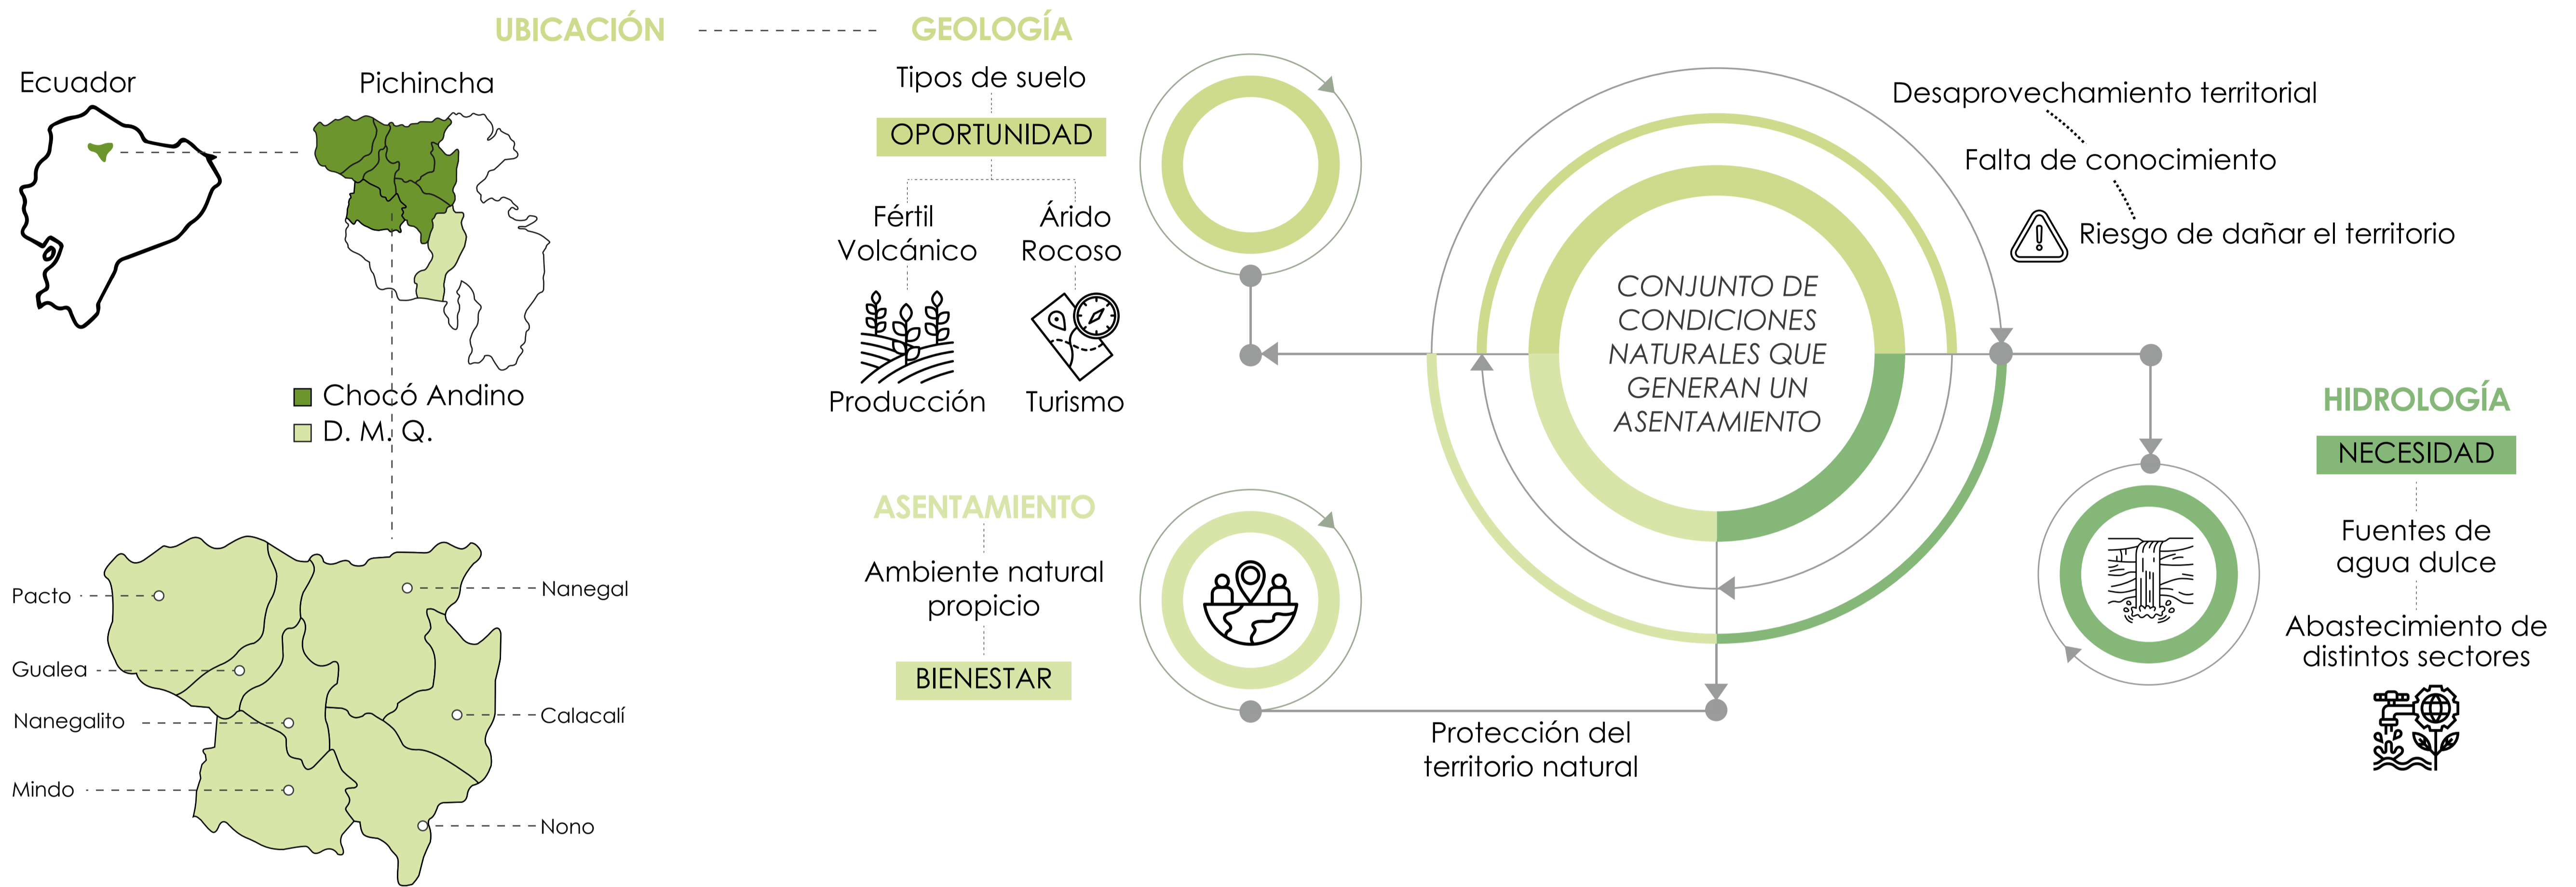 UBICACIÓN
GEOLOGÍA
Ecuador
Pichincha
Chocó Andino
D. M. Q.
Pacto
Gualea
Nanegalito
Mindo
Nanegal
Calacalí
Nono
Tipos de suelo
OPORTUNIDAD
Fértil
Volcánico
Árido
Rocoso
Producción
Turismo
ASENTAMIENTO
Ambiente natural
propicio
BIENESTAR
CONJUNTO DE
CONDICIONES
NATURALES QUE
GENERAN UN
ASENTAMIENTO
Protección del
territorio natural
Desaprovechamiento territorial
Falta de conocimiento
Riesgo de dañar el territorio
HIDROLOGÍA
NECESIDAD
Fuentes de
agua dulce
Abastecimiento de
distintos sectores